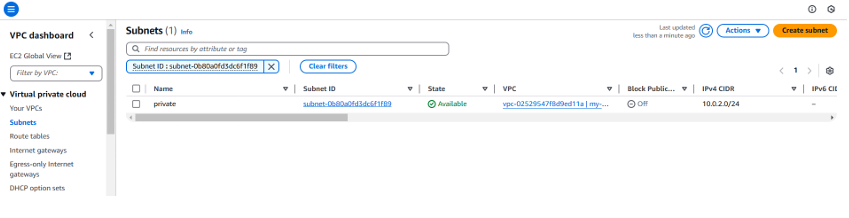 VPC dashboard
EC2 Global View
Filter by VPC:
Virtual private cloud
Your VPCs
Subnets
Route tables
Internet gateways
Egress-only Internet
gateways
DHCP option sets
Subnets (1) Info
Last updated
less than a minute ago
Actions
Create subnet
Find resources by attribute or tag
Subnet ID : subnet-0b80a0fd3dc6f1f89
Clear filters
1
Name Subnet ID State VPC Block Public... IPv4 CIDR IPv6 CID
private subnet-0b80a0fd3dc6f1f89 Available vpc-02529547f8d9ed11a | my-... Off 10.0.2.0/24 –